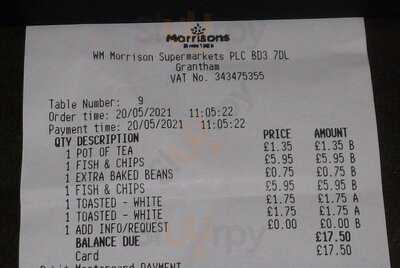 Morrisons
WM Morrison Supermarkets PLC BD3 7DL
Grantham
VAT No. 343475355
Table Number: 9
Order time: 20/05/2021 11:05:22
Payment time: 20/05/2021 11:05:22
QTY DESCRIPTION PRICE AMOUNT
1 POT OF TEA £1.35 £1.35 B
1 FISH & CHIPS £5.95 £5.95 B
1 EXTRA BAKED BEANS £0.75 £0.75 B
1 FISH & CHIPS £5.95 £5.95 B
1 TOASTED - WHITE £1.75 £1.75 A
1 TOASTED - WHITE £1.75 £1.75 A
1 ADD INFO/REQUEST £0.00 £0.00 B
BALANCE DUE £17.50
Card £17.50
PAYMENT